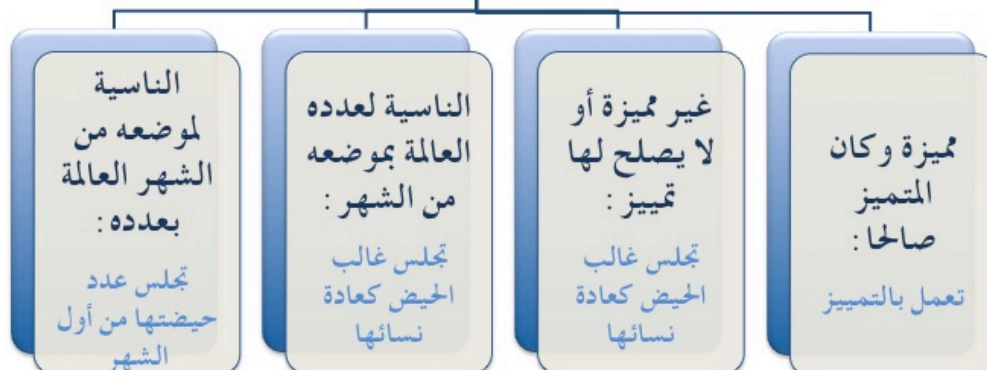 مميزة وكان
المتميز
صالحا :
تعمل بالتمييز
غير مميزة أو
لا يصلح لها
تمييز :
تجلس غالب
الحيض كعادة
نسائها
الناسية لعدده
العالمة بموضعه
من الشهر :
تجلس غالب
الحيض كعادة
نسائها
الناسية
لموضعه من
الشهر العالمة
بعدده :
تجلس عدد
حيضتها من أول
الشهر